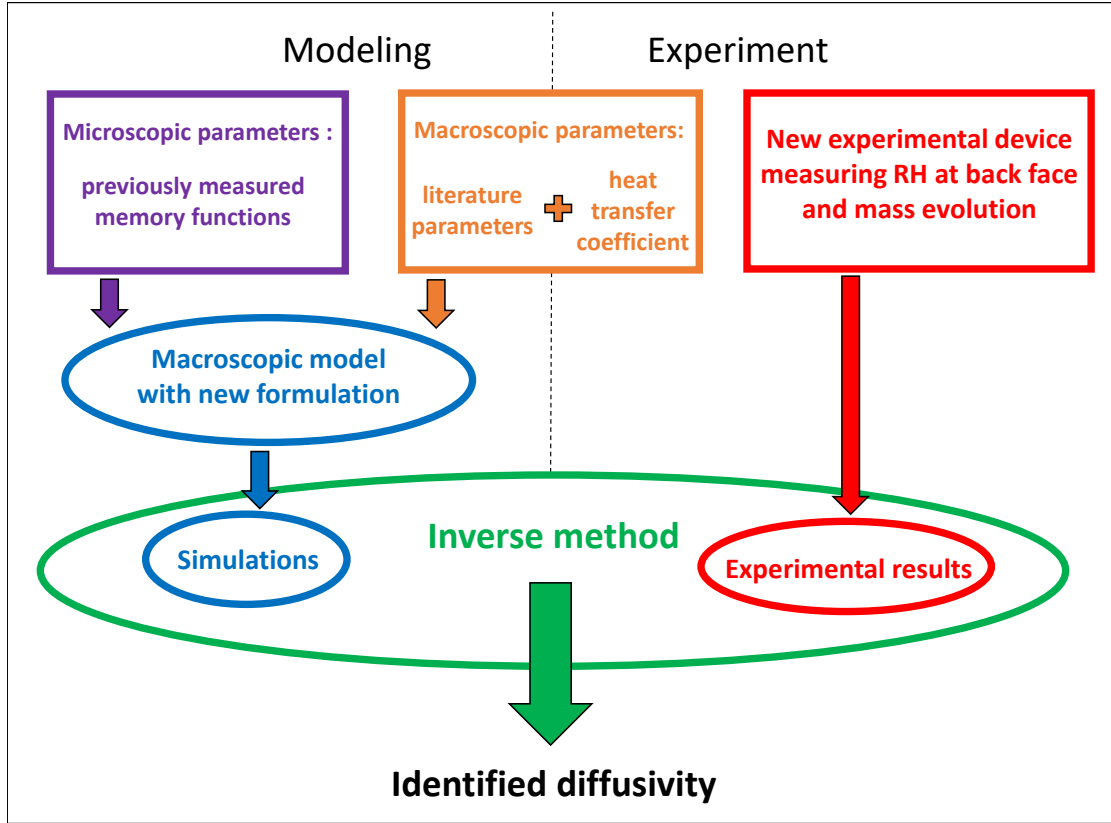 Modeling
Experiment
Microscopic parameters :
previously measured
memory functions
Macroscopic parameters:
literature
parameters
heat
transfer
coefficient
New experimental device
measuring RH at back face
and mass evolution
Macroscopic model
with new formulation
Inverse method
Simulations
Experimental results
Identified diffusivity